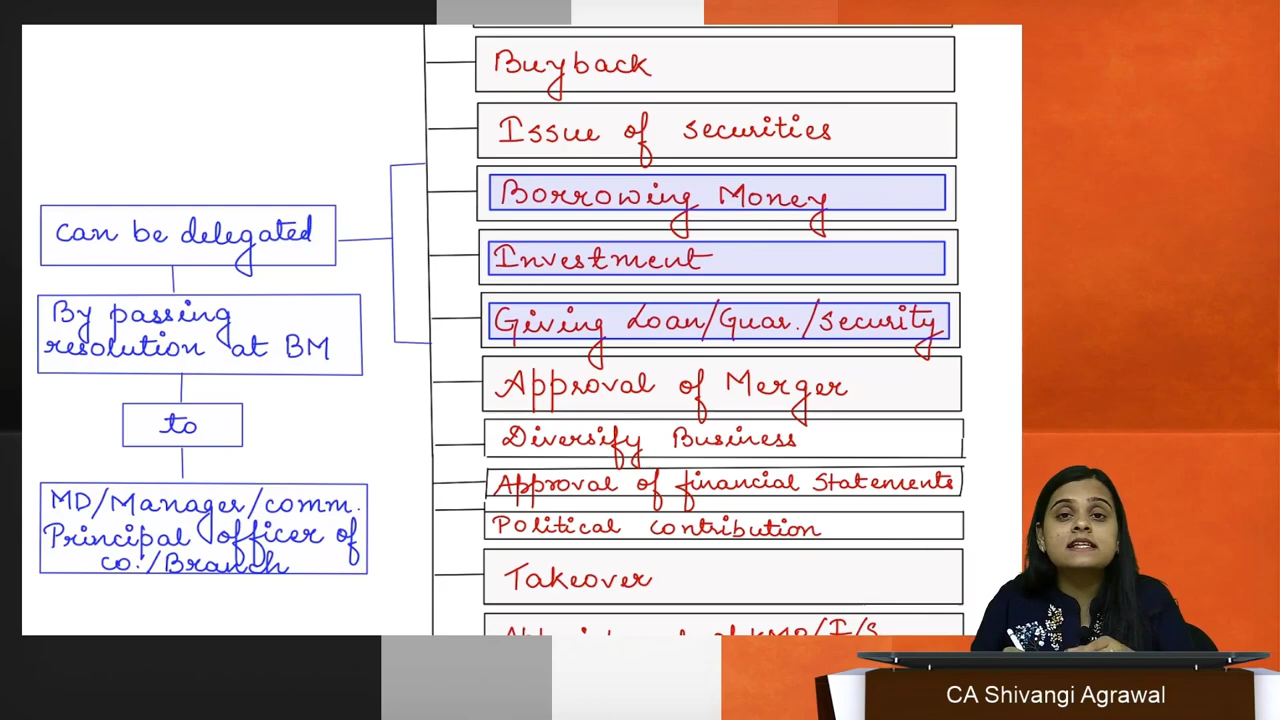 Buyback
Issue of securities
Borrowing Money
Investment
Giving Loan/Guar./security
Approval of Merger
Diversify Business
Approval of financial Statements
Political contribution
Takeover
of KMP/I/S
can be delegated
By passing
resolution at BM
to
MD/Manager/comm.
Principal officer of
co./Branch
CA Shivangi Agrawal